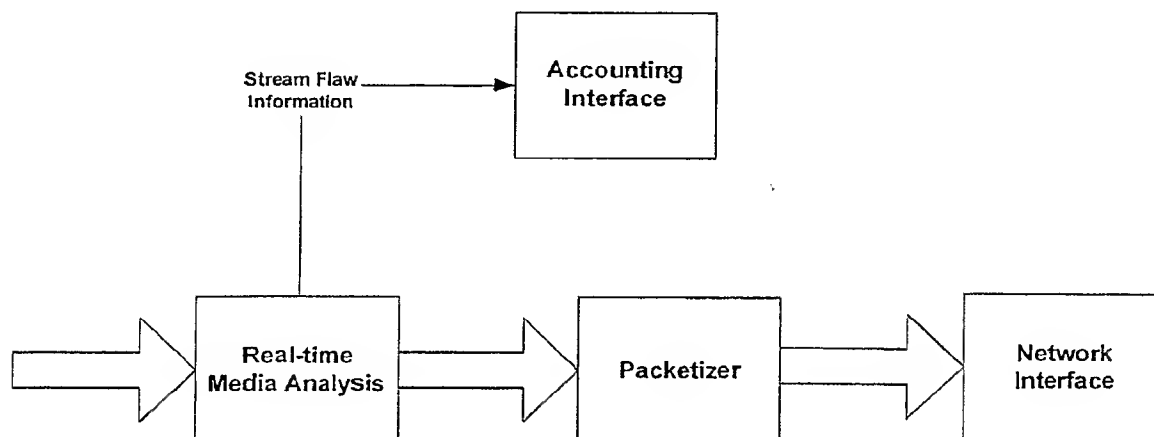 Stream Flaw
Information
Accounting
Interface
Real-time
Media Analysis
Packetizer
Network
Interface